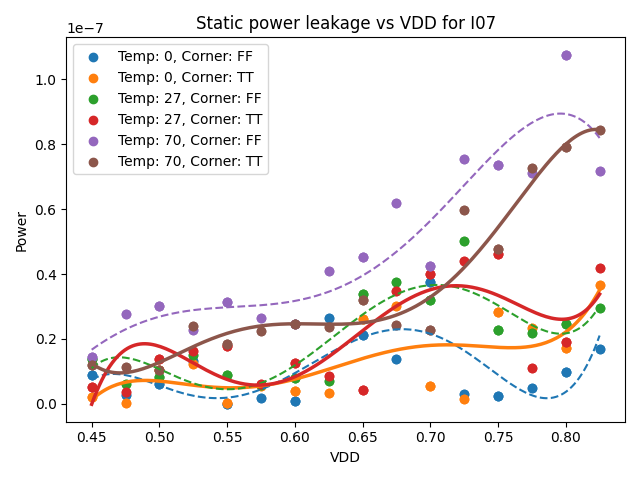 Static power leakage vs VDD for I07
1e−7
Temp: 0, Corner: FF
Temp: 0, Corner: TT
Temp: 27, Corner: FF
Temp: 27, Corner: TT
Temp: 70, Corner: FF
Temp: 70, Corner: TT
1.0
0.8
0.6
0.4
0.2
0.0
Power
0.45 0.50 0.55 0.60 0.65 0.70 0.75 0.80
VDD